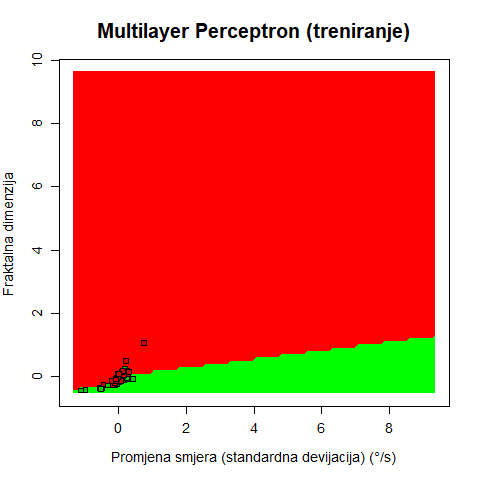 Multilayer Perceptron (treniranje)
Fraktalna dimenzija
10
8
6
4
2
0
0 2 4 6 8
Promjena smjera (standardna devijacija) (°/s)